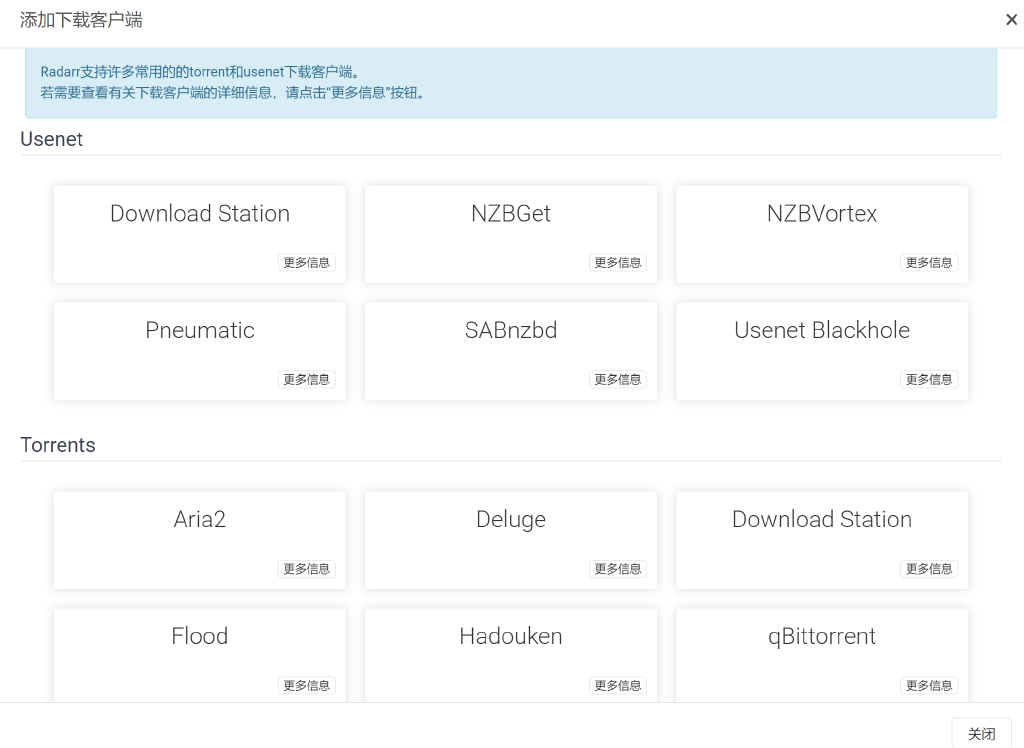 添加下载客户端
×
Radarr支持许多常用的的torrent和usenet下载客户端。
若需要查看有关下载客户端的详细信息，请点击“更多信息”按钮。
Usenet
Download Station
NZBGet
NZBVortex
更多信息
更多信息
更多信息
Pneumatic
SABnzbd
Usenet Blackhole
更多信息
更多信息
更多信息
Torrents
Aria2
Deluge
Download Station
更多信息
更多信息
更多信息
Flood
Hadouken
qBittorrent
更多信息
更多信息
更多信息
关闭